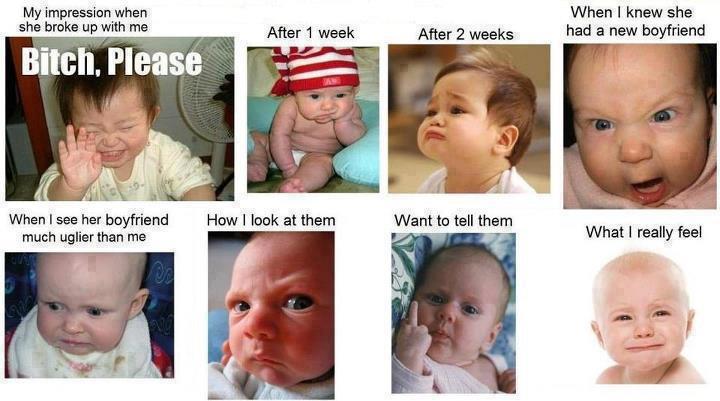 My impression when
she broke up with me
Bitch, Please
After 1 week
After 2 weeks
When I knew she
had a new boyfriend
When I see her boyfriend
much uglier than me
How I look at them
Want to tell them
What I really feel